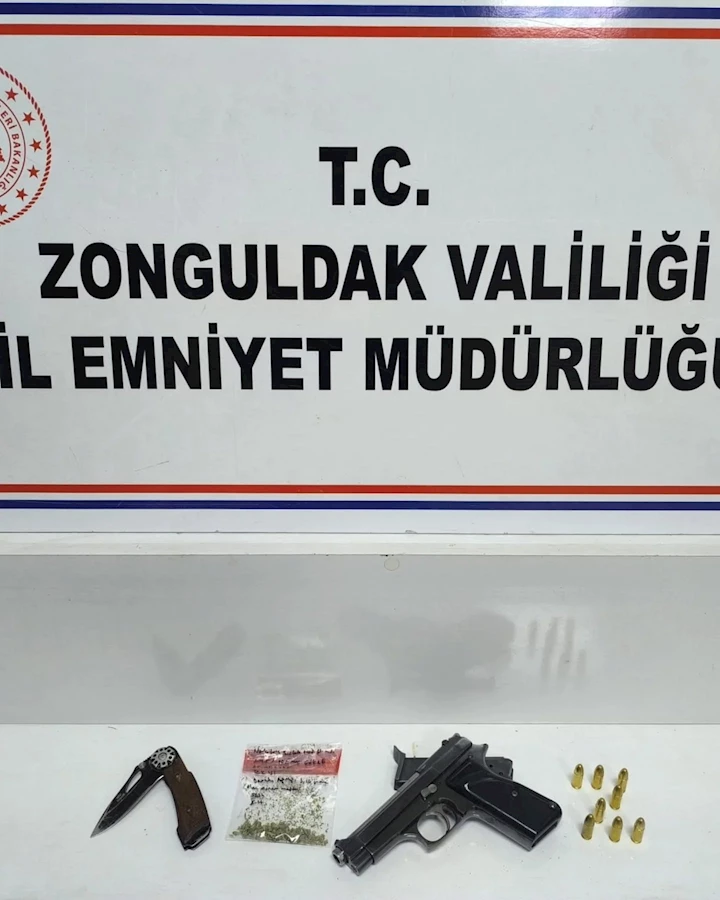 T.C.
ZONGULDAK VALİLİĞİ
İL EMNİYET MÜDÜRLÜĞÜ